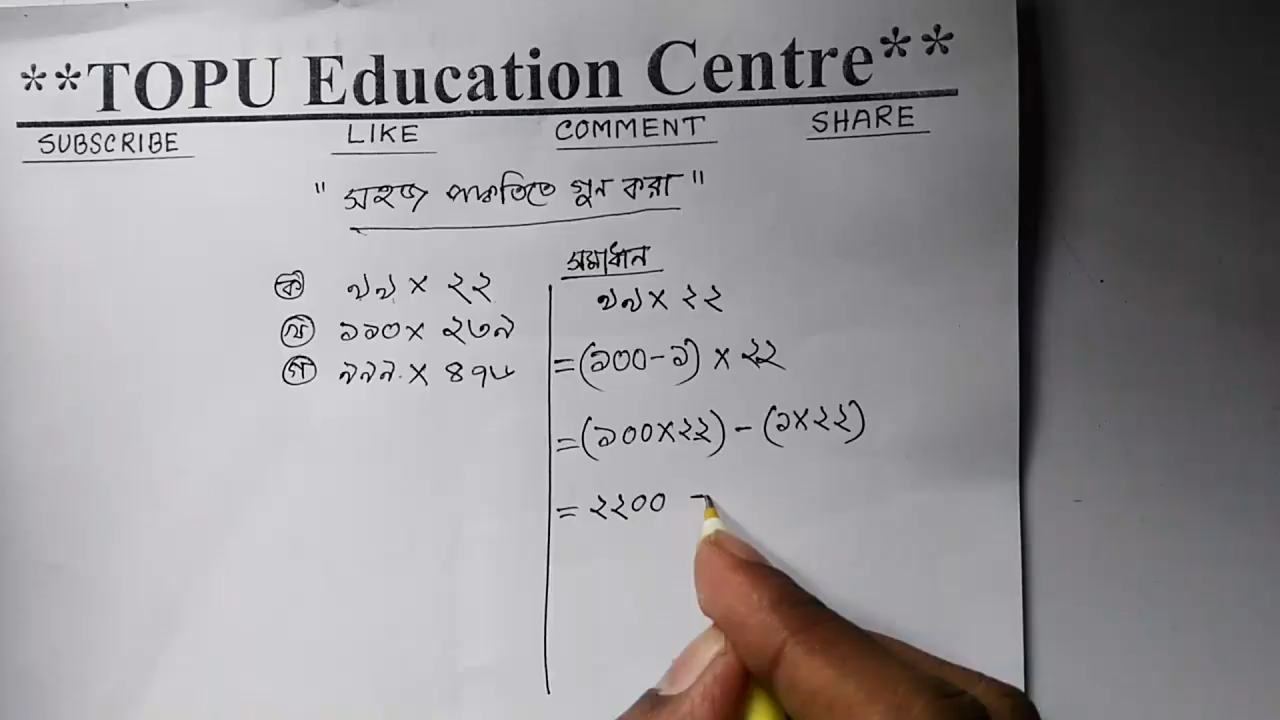 **TOPU Education Centre**
SUBSCRIBE LIKE COMMENT SHARE
"সহজ পদ্ধতিতে গুন করা"
ক ৯৯ × ২২
খ ১১০ × ২৩৯
গ ৯৯৯ × ৪৭৮
সমাধান
৯৯ × ২২
=(১০০-১) × ২২
=(১০০×২২) - (১×২২)
= ২২০০ -